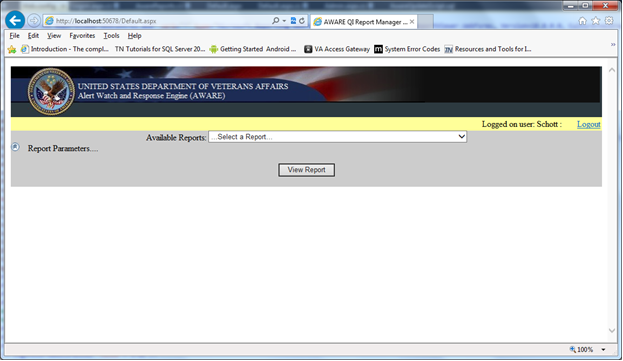 http://localhost:50678/Default.aspx
AWARE QI Report Manager ...
File Edit View Favorites Tools Help
Introduction - The compl... TN Tutorials for SQL Server 20... Getting Started Android ... VA Access Gateway m System Error Codes Resources and Tools for I...
UNITED STATES DEPARTMENT OF VETERANS AFFAIRS
Alert Watch and Response Engine (AWARE)
Logged on user: Schott : Logout
Available Reports: ...Select a Report...
Report Parameters....
View Report
100%